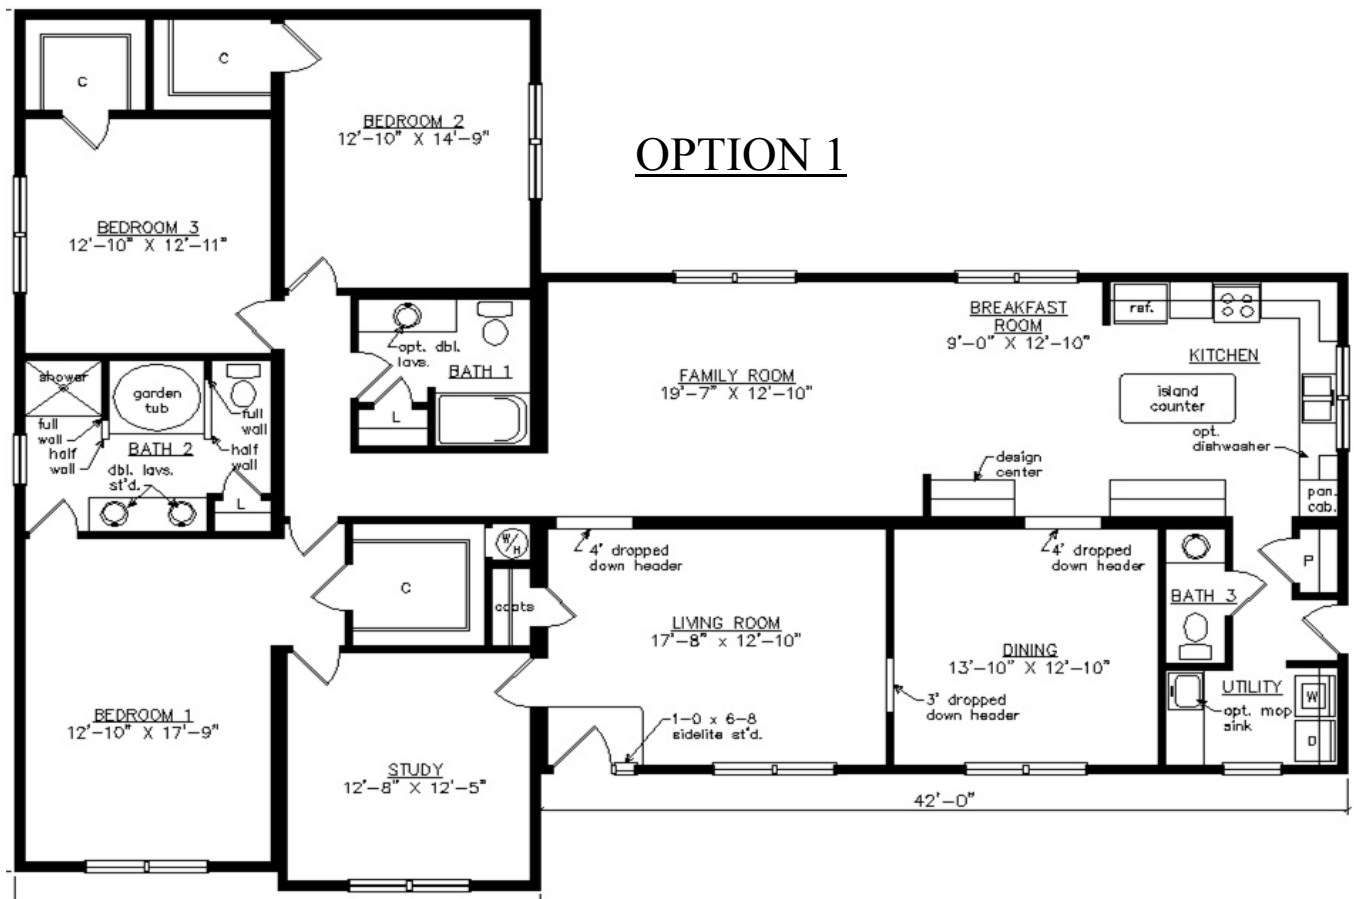 C
C
BEDROOM 2
12'-10" X 14'-9"
OPTION 1
BEDROOM 3
12'-10" X 12'-11"
BREAKFAST
ROOM
9'-0" X 12'-10"
ref.
KITCHEN
opt. dbl.
lavs.
BATH 1
L
FAMILY ROOM
19'-7" X 12'-10"
island
counter
opt.
dishwasher
pan.
cab.
design
center
shower
garden
tub
full
wall
half
wall
BATH 2
full
wall
half
wall
dbl. lavs.
st'd.
L
W/H
C
coats
4' dropped
down header
4' dropped
down header
P
BATH 3
LIVING ROOM
17'-8" x 12'-10"
DINING
13'-10" X 12'-10"
3' dropped
down header
UTILITY
opt. mop
sink
W
D
1-0 x 6-8
sidelite st'd.
BEDROOM 1
12'-10" X 17'-9"
STUDY
12'-8" X 12'-5"
42'-0"